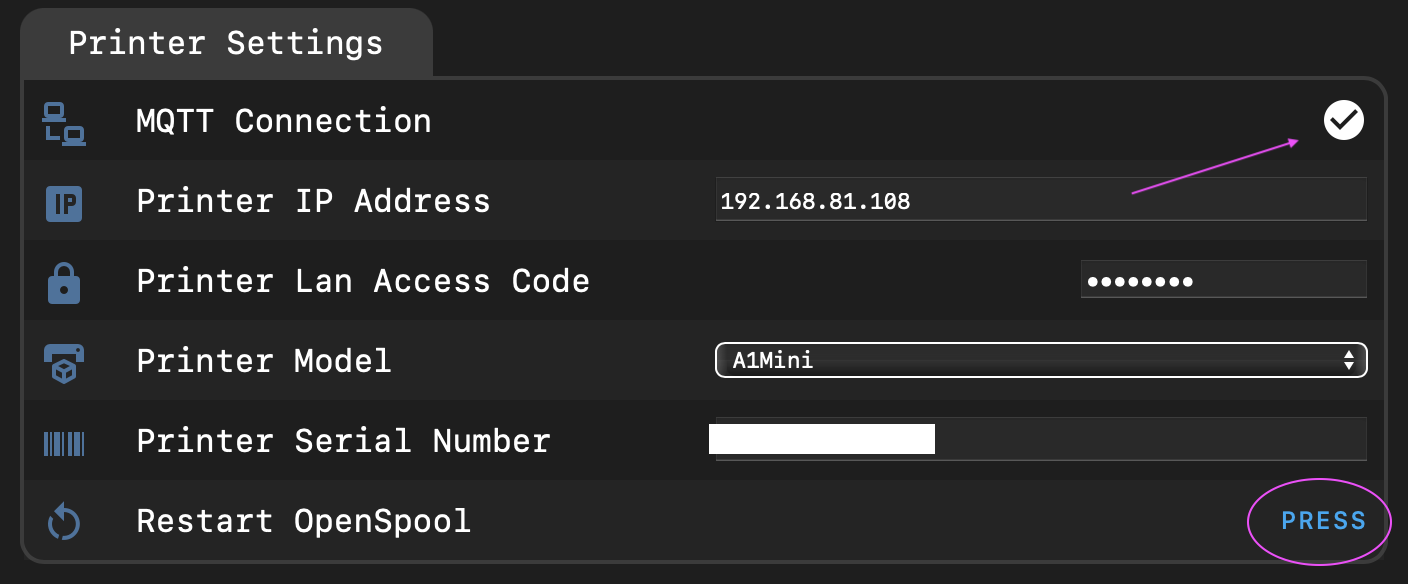 Printer Settings
MQTT Connection
IP Printer IP Address 192.168.81.108
Printer Lan Access Code ••••••••
Printer Model A1Mini
Printer Serial Number
Restart OpenSpool PRESS